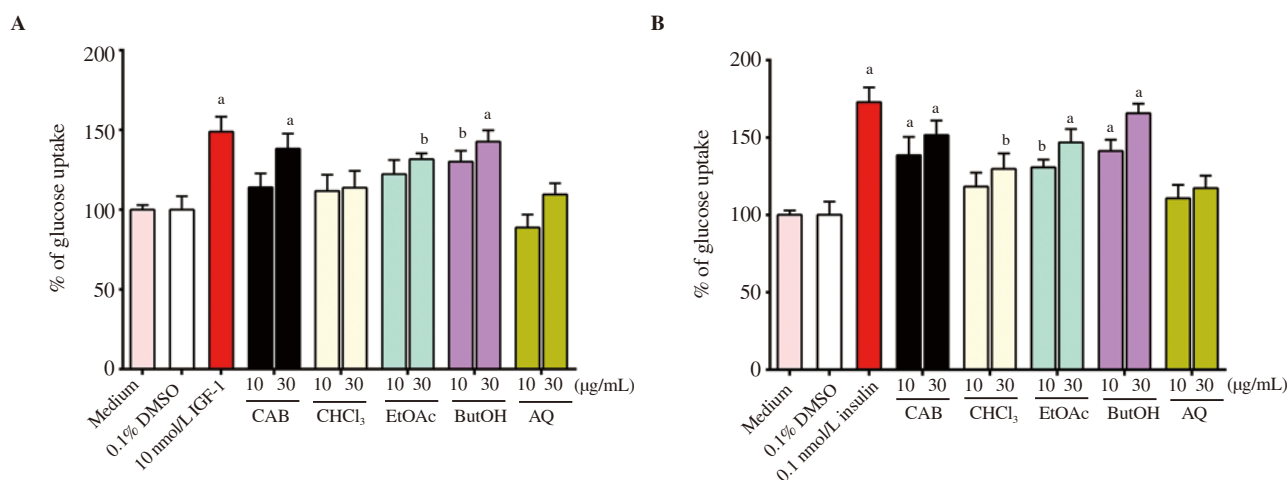 A
% of glucose uptake
200
150
100
50
0
a
a
b
b
a
Medium
0.1% DMSO
10 nmol/L IGF-1
10 30 10 30 10 30 10 30 10 30 (μg/mL)
CAB CHCl₃ EtOAc ButOH AQ
B
% of glucose uptake
200
150
100
50
0
a
a
a
b
b
a
a
a
Medium
0.1% DMSO
0.1 nmol/L insulin
10 30 10 30 10 30 10 30 10 30 (μg/mL)
CAB CHCl₃ EtOAc ButOH AQ